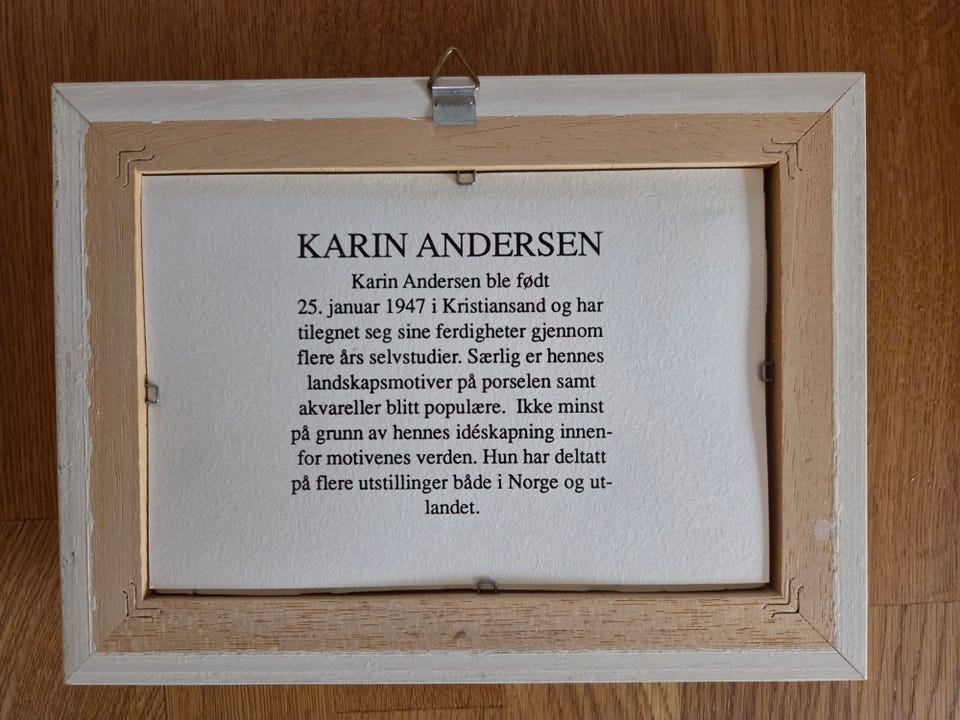 KARIN ANDERSEN
Karin Andersen ble født
25. januar 1947 i Kristiansand og har
tilegnet seg sine ferdigheter gjennom
flere års selvstudier. Særlig er hennes
landskapsmotiver på porselen samt
akvareller blitt populære.  Ikke minst
på grunn av hennes idéskapning innen-
for motivenes verden. Hun har deltatt
på flere utstillinger både i Norge og ut-
landet.